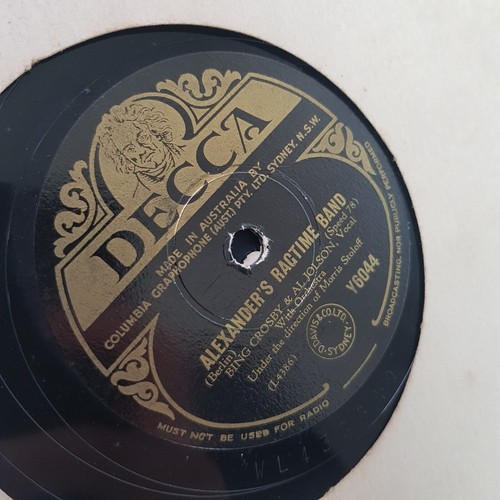 DECCA
MADE IN AUSTRALIA BY
COLUMBIA GRAPHOPHONE (AUST.) PTY. LTD. SYDNEY. N.S.W.
ALEXANDER'S RAGTIME BAND
(Berlin) (Speed 78)
BING CROSBY & AL JOLSON, Vocal
With Orchestra
Under the direction of Morris Stoloff
(L4386) Y6044
DAVIS & CO LTD.
SYDNEY
MUST NOT BE USED FOR RADIO
BROADCASTING, NOR PUBLICLY PERFORMED